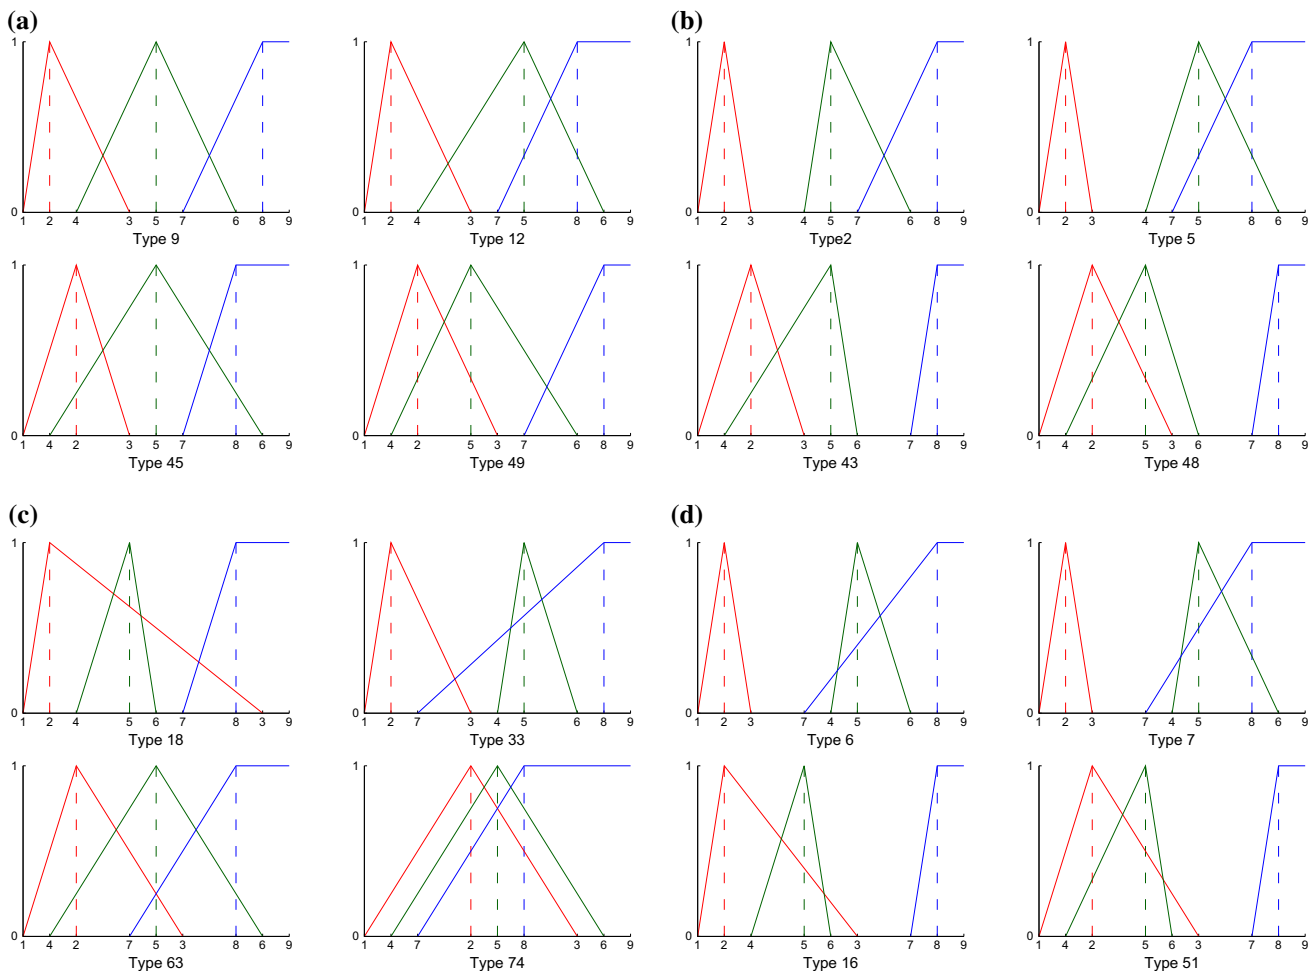 (a) (b)
1 1 1 1
0 0 0 0
1 2 4 3 5 7 6 8 9 1 2 4 3 7 5 8 6 9 1 2 3 4 5 7 6 8 9 1 2 3 4 7 5 8 6 9
Type 9 Type 12 Type2 Type 5
1 1 1 1
0 0 0 0
1 4 2 3 5 7 8 6 9 1 4 2 5 3 7 6 8 9 1 4 2 3 5 6 7 8 9 1 4 2 5 3 6 7 8 9
Type 45 Type 49 Type 43 Type 48
(c) (d)
1 1 1 1
0 0 0 0
1 2 4 5 6 7 8 3 9 1 2 7 3 4 5 6 8 9 1 2 3 7 4 5 6 8 9 1 2 3 7 4 5 8 6 9
Type 18 Type 33 Type 6 Type 7
1 1 1 1
0 0 0 0
1 4 2 7 5 3 8 6 9 1 4 7 2 5 8 3 6 9 1 2 4 5 6 3 7 8 9 1 4 2 5 6 3 7 8 9
Type 63 Type 74 Type 16 Type 51